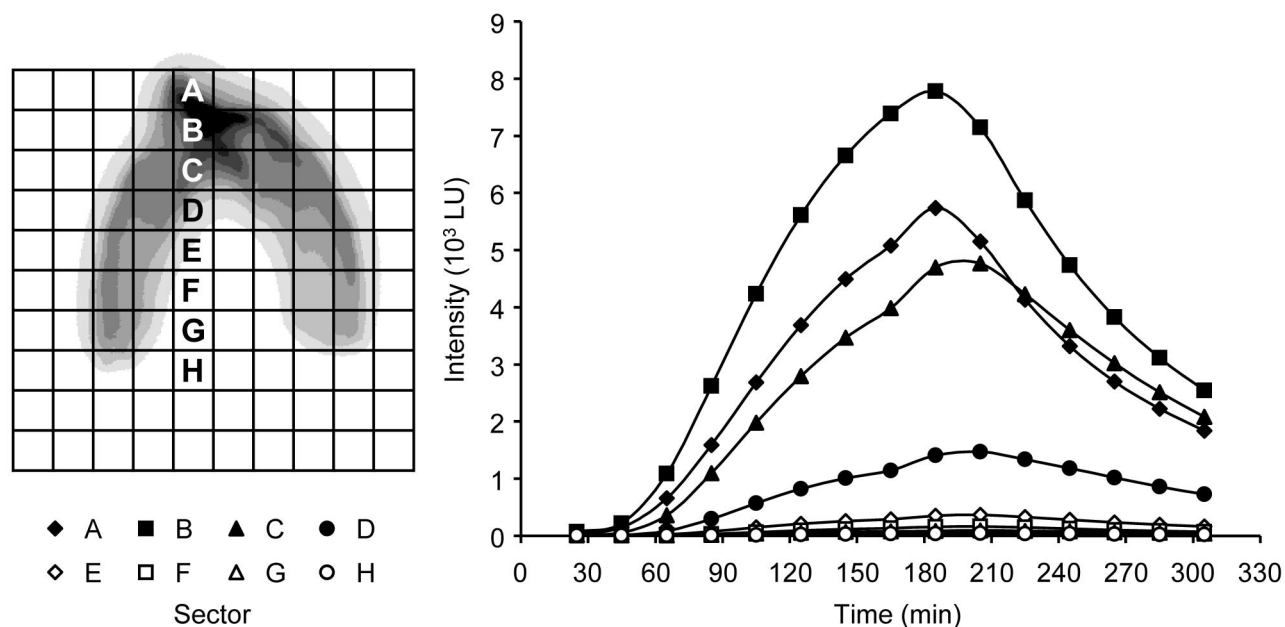 A
B
C
D
E
F
G
H
A B C D
E F G H
Sector
Intensity (10³ LU)
9
8
7
6
5
4
3
2
1
0
0 30 60 90 120 150 180 210 240 270 300 330
Time (min)